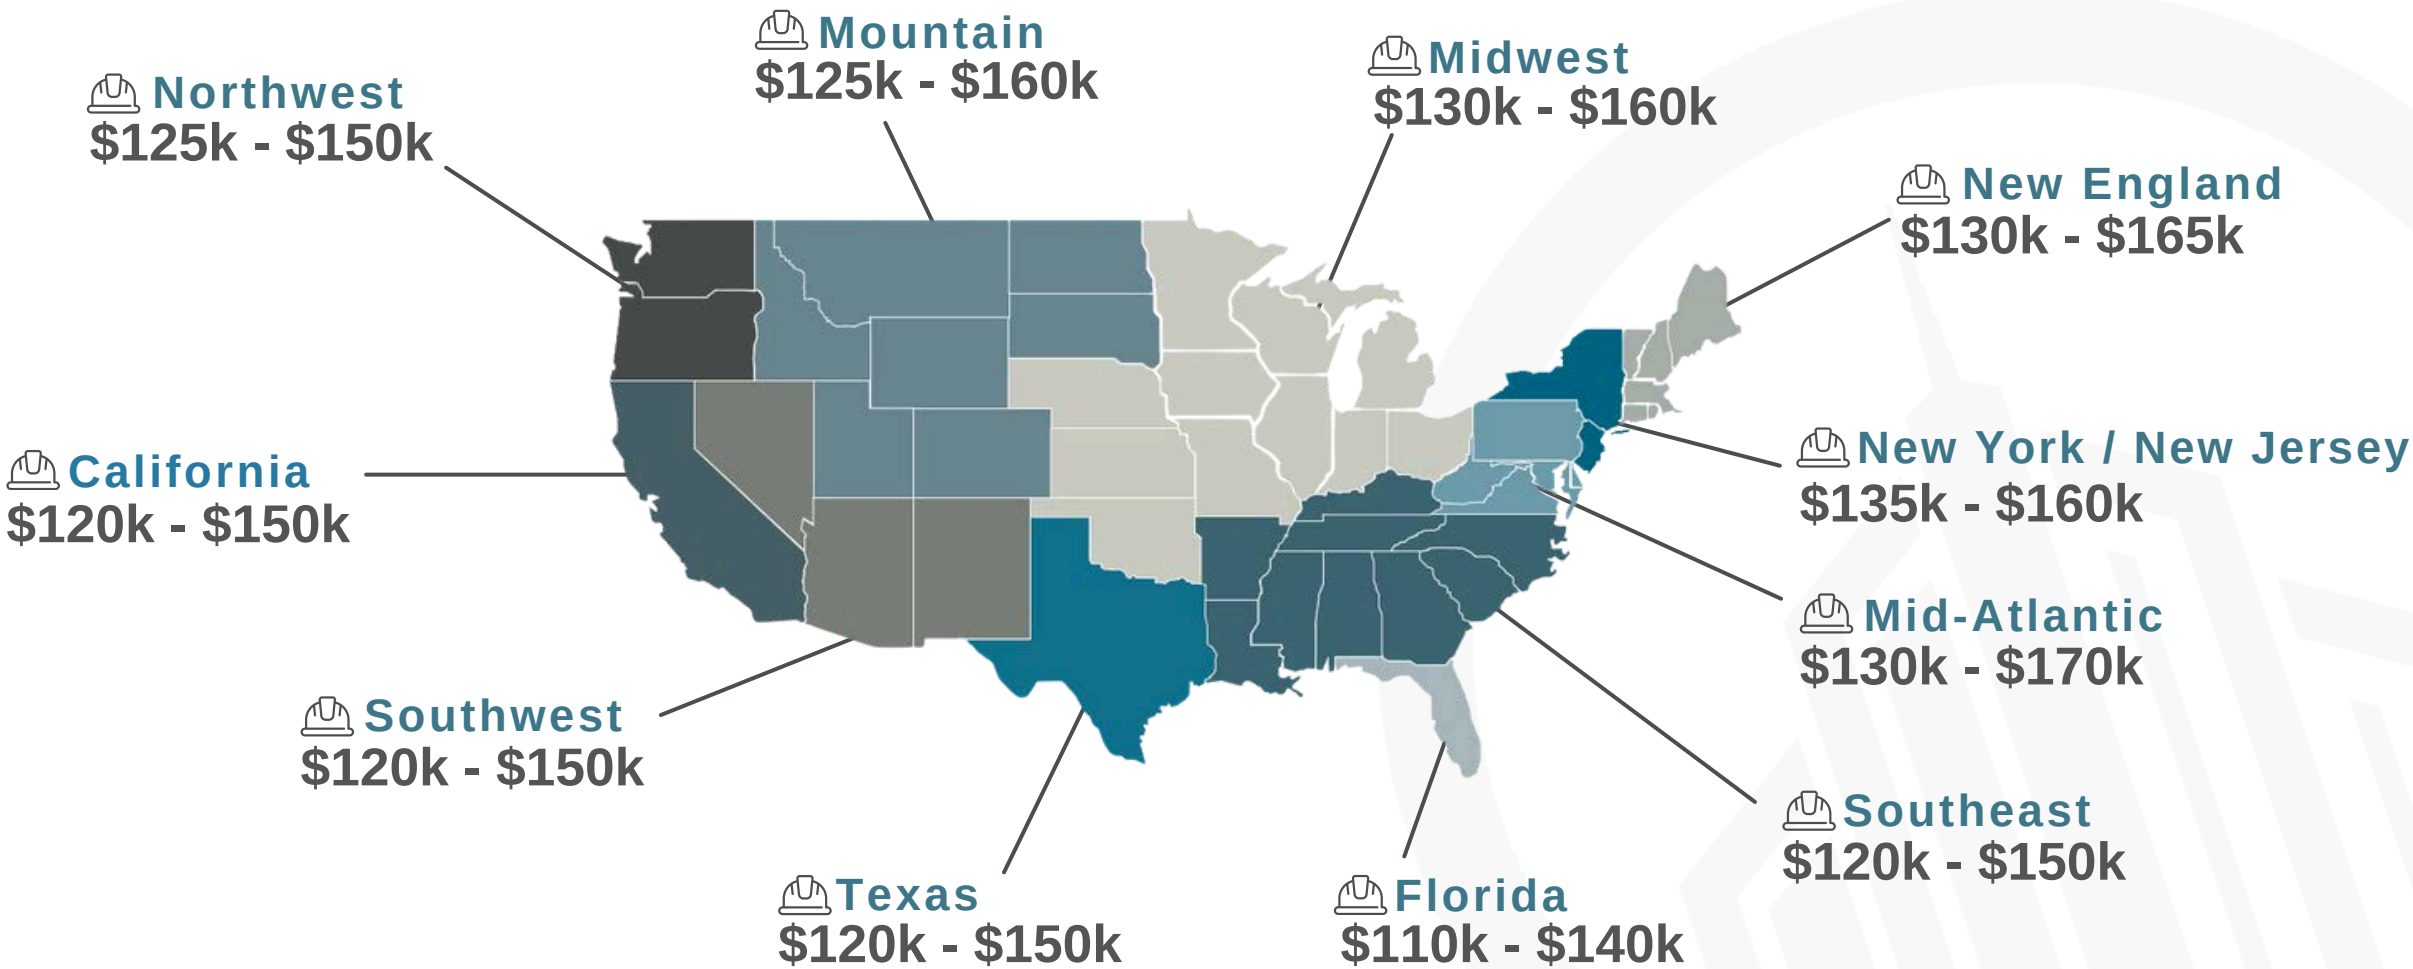 Mountain
$125k - $160k
Midwest
$130k - $160k
Northwest
$125k - $150k
New England
$130k - $165k
California
$120k - $150k
New York / New Jersey
$135k - $160k
Mid-Atlantic
$130k - $170k
Southwest
$120k - $150k
Southeast
$120k - $150k
Texas
$120k - $150k
Florida
$110k - $140k